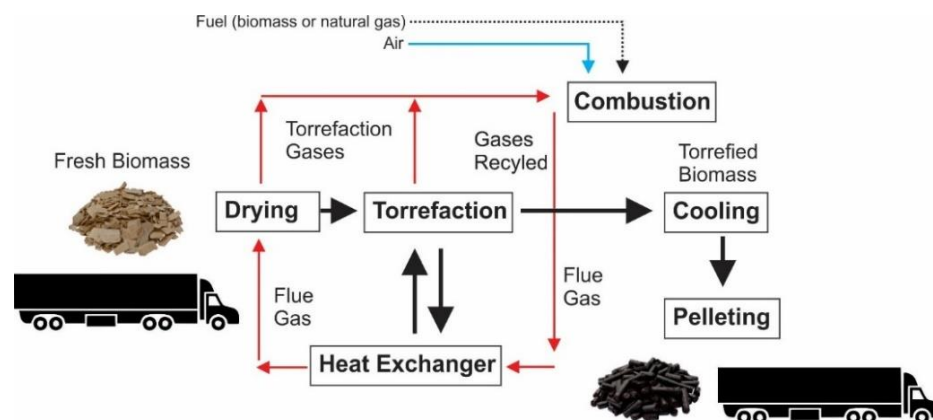 Fuel (biomass or natural gas)
Air
Combustion
Torrefaction
Gases
Gases
Recyled
Fresh Biomass
Torrefied
Biomass
Drying
Torrefaction
Cooling
Flue
Gas
Flue
Gas
Pelleting
Heat Exchanger